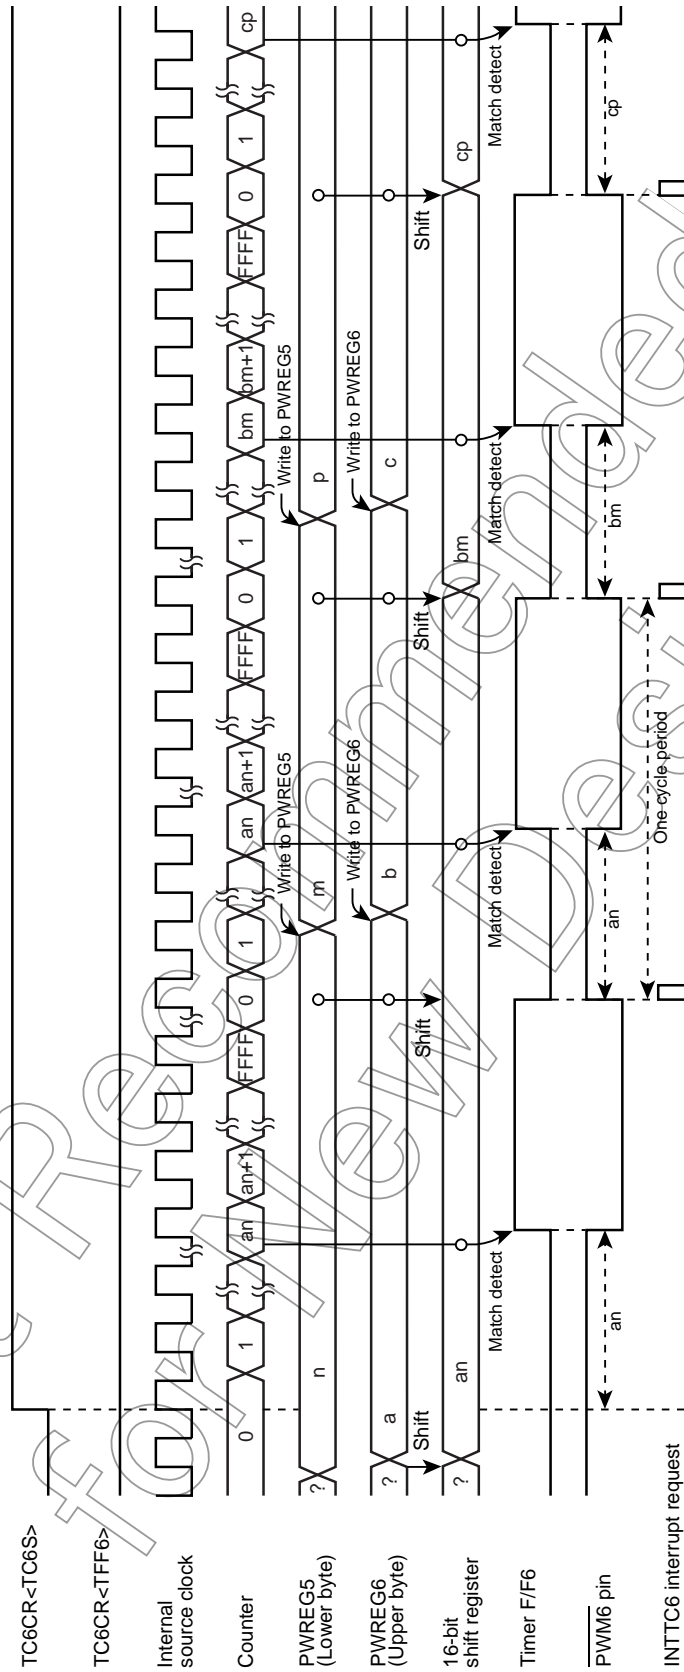 TC6CR<TC6S>
TC6CR<TFF6>
Internal
source clock
Counter
0 1 an an+1 FFFF 0 1 an an+1 FFFF 0 1 bm bm+1 FFFF 0 1 cp
Write to PWREG5 Write to PWREG5
PWREG5
(Lower byte)
? n m p
Write to PWREG6 Write to PWREG6
PWREG6
(Upper byte)
? a b c
Shift Shift Shift Shift
16-bit
shift register
? an bm cp
Match detect Match detect Match detect Match detect
Timer F/F6
PWM6 pin
an an bm cp
One cycle period
INTTC6 interrupt request
Recommended
for New Desi